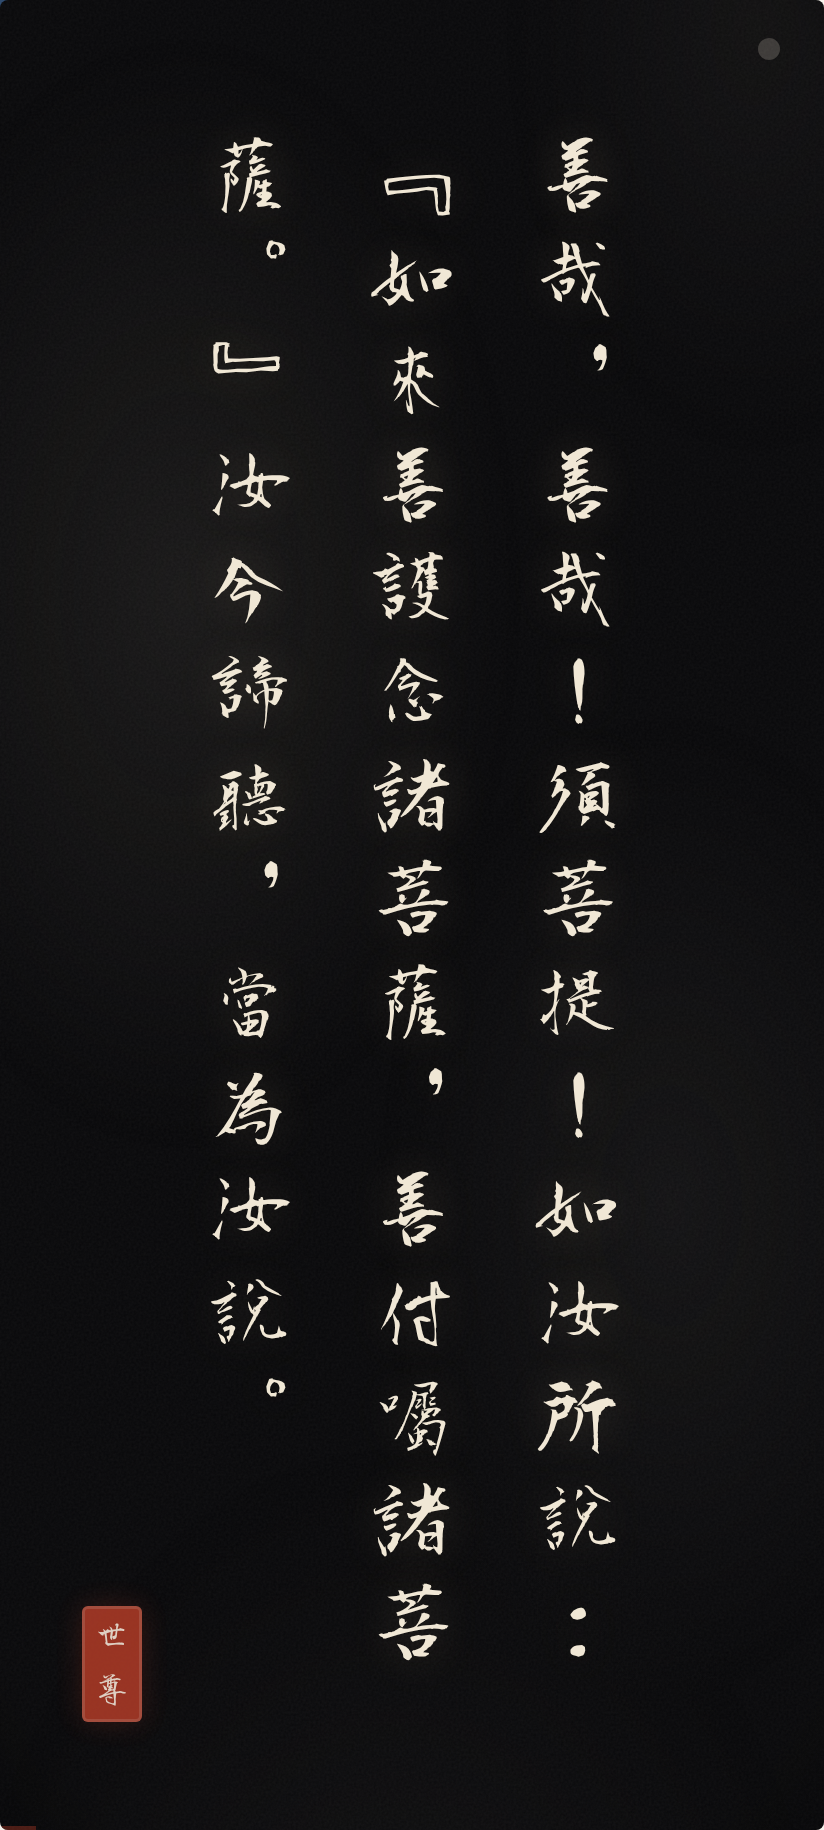 善哉，善哉！須菩提！如汝所說：
『如來善護念諸菩薩，善付囑諸菩
薩。』汝今諦聽，當為汝說。
世尊